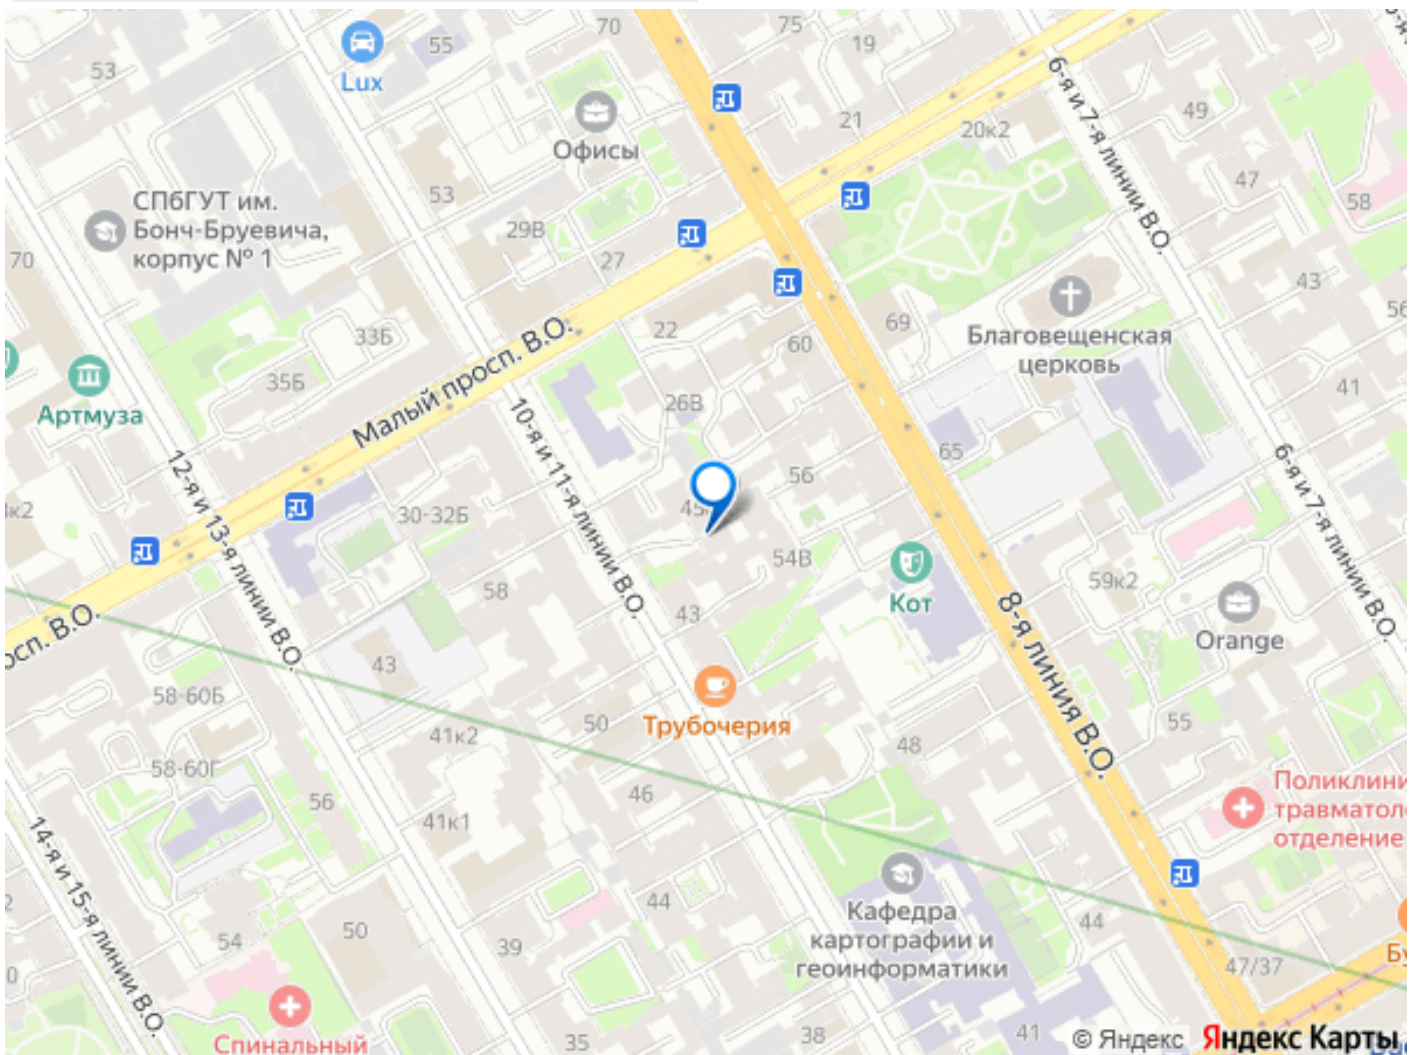 70
75
55
19
Lux
53
6-я и 7-я линии В.О.
49
21
20к2
Офисы
47
58
53
СПбГУТ им.
Бонч-Бруевича,
корпус № 1
29В
70
27
43
56
33Б
22
69
60
Благовещенская
церковь
Малый просп. В.О.
35Б
41
Артмуза
26В
10-я и 11-я линии В.О.
65
12-я и 13-я линии В.О.
56
6-я и 7-я линии В.О.
30-32Б
45
54В
Кот
59к2
58
8-я линия В.О.
43
Orange
43
58-60Б
Трубочерия
50
41к2
55
48
58-60Г
46
56
41к1
Поликлини
травматол
отделение
14-я и 15-я линии В.О.
44
Кафедра
картографии и
геоинформатики
44
54
50
39
47/37
Спинальный
35
38
41
© Яндекс
Яндекс Карты